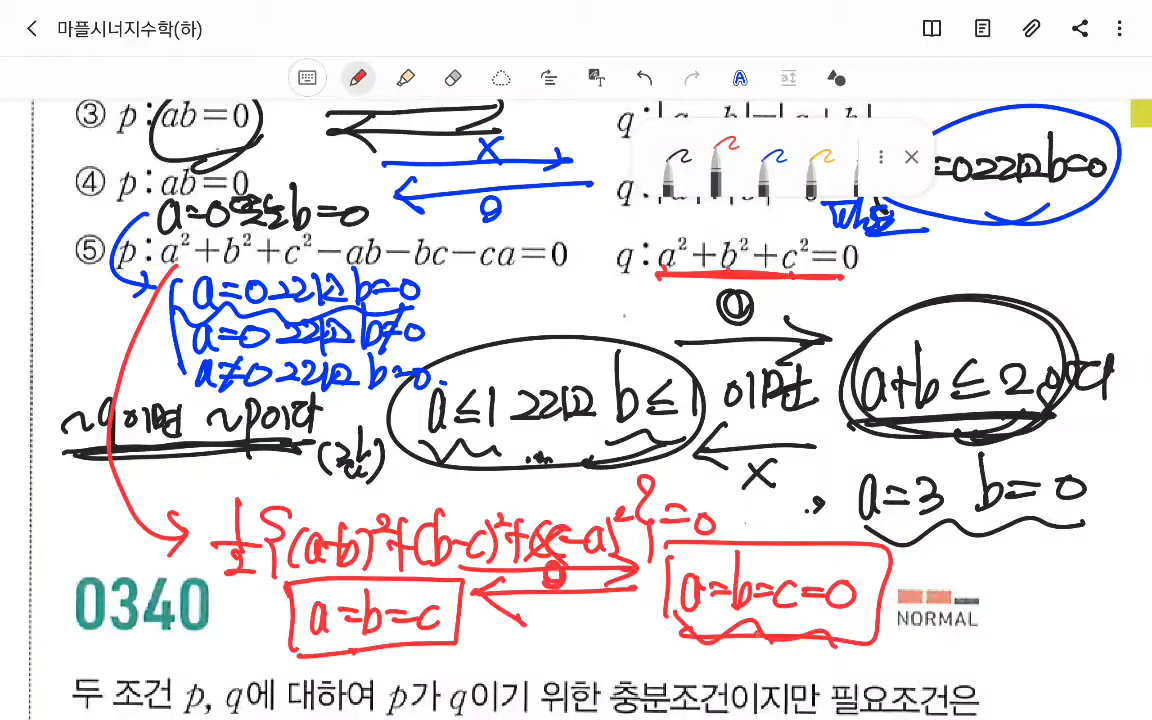 마플시너지수학(하)
③ p : ab=0
④ p : ab=0
a=0 또는 b=0
=0 그리고 b=0
X
0
⑤ p : a²+b²+c²-ab-bc-ca=0 q : a²+b²+c²=0
a=0 그리고 b=0
a=0 그리고 b≠0
a≠0 그리고 b=0.
~q이면 ~p이다
a≤1 그리고 b≤1 이면 a+b≤2이다
X
a=3 b=0
½{(a-b)²+(b-c)²+(c-a)²}=0
a=b=c
a=b=c=0
0340
NORMAL
두 조건 p, q에 대하여 p가 q이기 위한 충분조건이지만 필요조건은